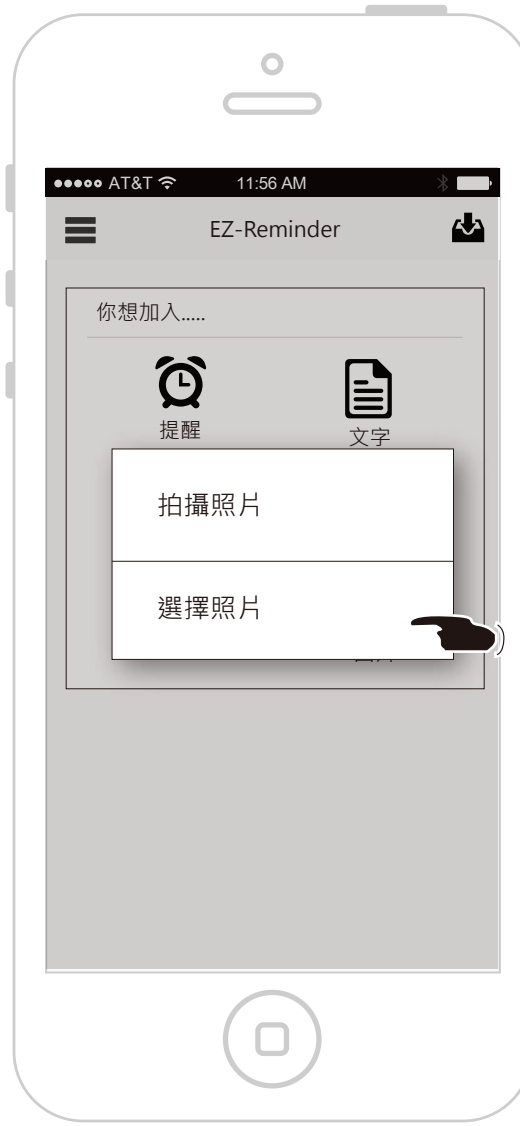 AT&T 11:56 AM
EZ-Reminder
你想加入.....
提醒 文字
拍攝照片
選擇照片